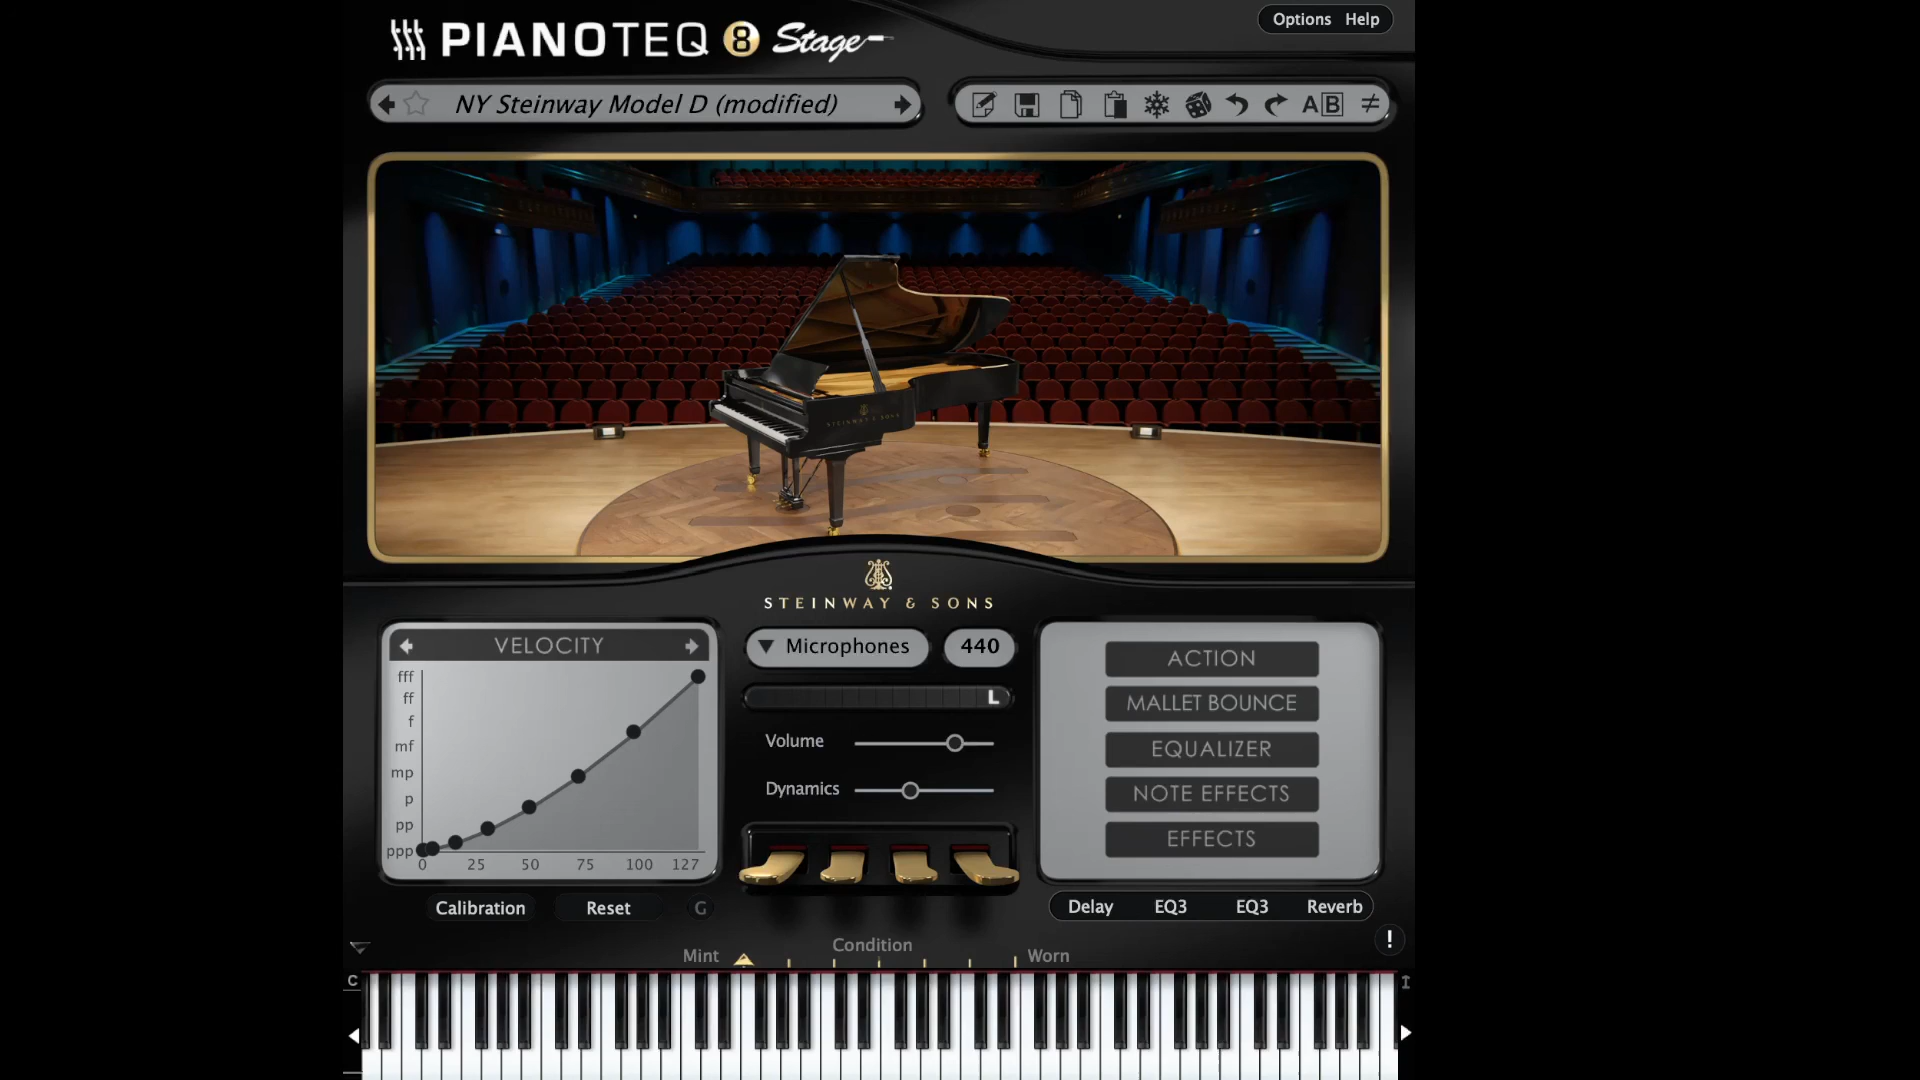 Options Help
PIANOTEQ 8 Stage
NY Steinway Model D (modified)
A B ≠
STEINWAY & SONS
STEINWAY & SONS
VELOCITY
Microphones 440
ACTION
fff
ff
f
mf
mp
p
pp
ppp
0 25 50 75 100 127
L
MALLET BOUNCE
Volume
EQUALIZER
Dynamics
NOTE EFFECTS
EFFECTS
Calibration Reset G
Delay EQ3 EQ3 Reverb
!
Mint Condition Worn
C